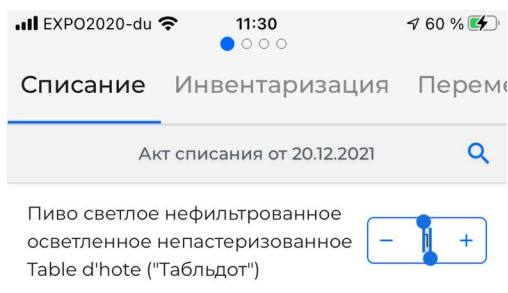 EXPO2020-du 11:30 60 %
Списание Инвентаризация Переме
Акт списания от 20.12.2021
Пиво светлое нефильтрованное
осветленное непастеризованное − 1 +
Table d'hote ("Табльдот")